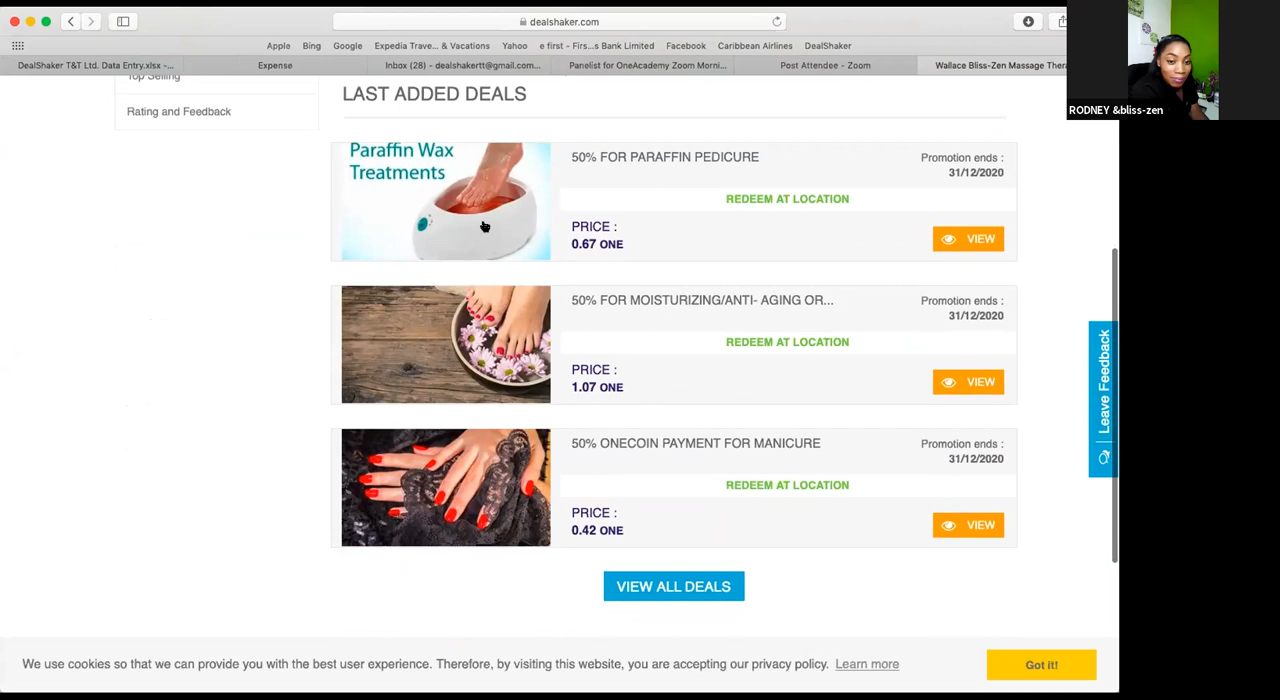 dealshaker.com
Apple Bing Google Expedia Trave... & Vacations Yahoo e first - Firs...s Bank Limited Facebook Caribbean Airlines DealShaker
DealShaker T&T Ltd. Data Entry.xlsx -... Expense Inbox (28) - dealshakertt@gmail.com... Panelist for OneAcademy Zoom Morni... Post Attendee - Zoom Wallace Bliss-Zen Massage Thera
RODNEY &bliss-zen
Top Selling
Rating and Feedback
LAST ADDED DEALS
Paraffin Wax
Treatments
50% FOR PARAFFIN PEDICURE
Promotion ends :
31/12/2020
REDEEM AT LOCATION
PRICE :
0.67 ONE
VIEW
50% FOR MOISTURIZING/ANTI- AGING OR...
Promotion ends :
31/12/2020
REDEEM AT LOCATION
PRICE :
1.07 ONE
VIEW
50% ONECOIN PAYMENT FOR MANICURE
Promotion ends :
31/12/2020
REDEEM AT LOCATION
PRICE :
0.42 ONE
VIEW
VIEW ALL DEALS
Leave Feedback
We use cookies so that we can provide you with the best user experience. Therefore, by visiting this website, you are accepting our privacy policy. Learn more
Got it!